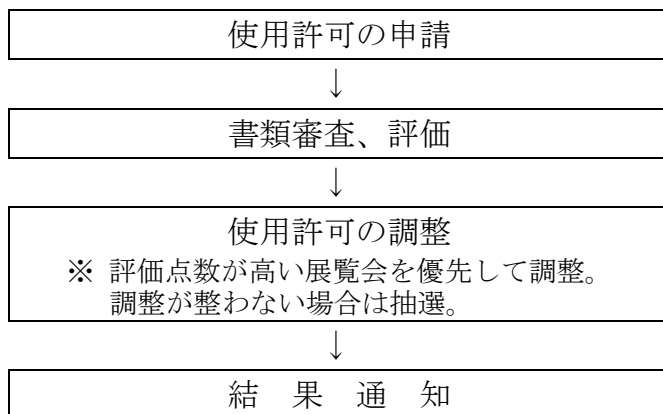 使用許可の申請
↓
書類審査、評価
↓
使用許可の調整
※ 評価点数が高い展覧会を優先して調整。
調整が整わない場合は抽選。
↓
結 果 通 知